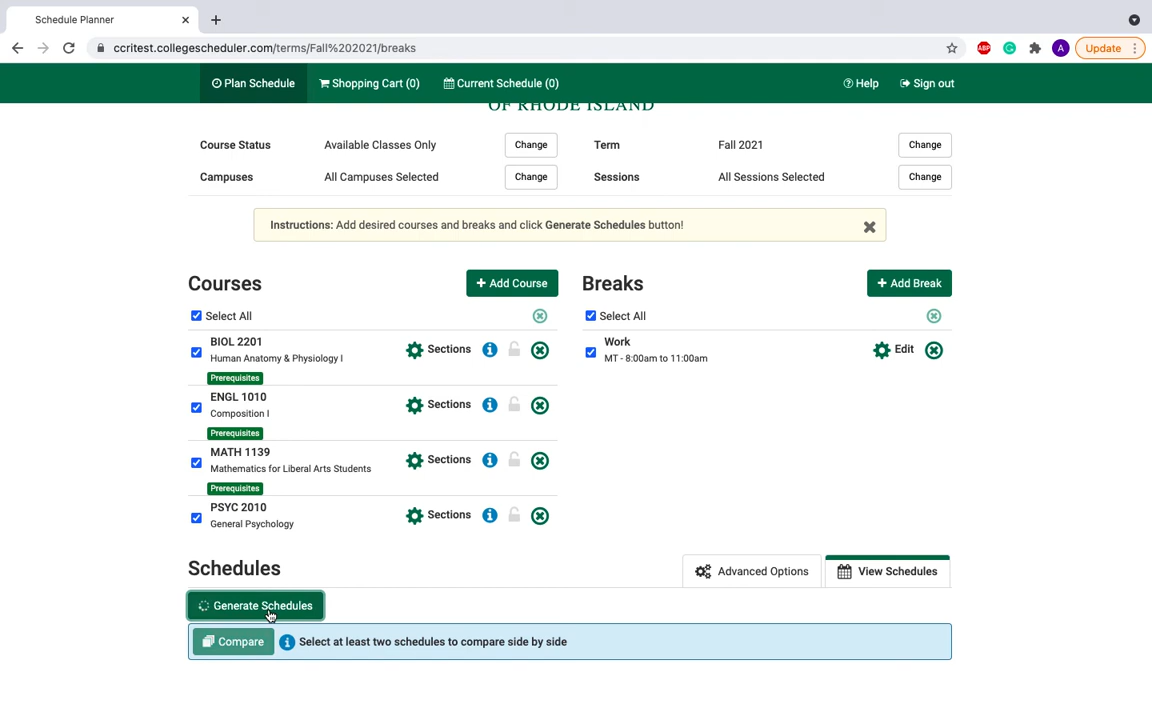 Schedule Planner
ccritest.collegescheduler.com/terms/Fall%202021/breaks
ABP
A
Update
Plan Schedule
Shopping Cart (0)
Current Schedule (0)
Help
Sign out
OF RHODE ISLAND
Course Status
Available Classes Only
Change
Term
Fall 2021
Change
Campuses
All Campuses Selected
Change
Sessions
All Sessions Selected
Change
Instructions: Add desired courses and breaks and click Generate Schedules button!
Courses
+ Add Course
Select All
BIOL 2201
Human Anatomy & Physiology I
Prerequisites
Sections
ENGL 1010
Composition I
Prerequisites
Sections
MATH 1139
Mathematics for Liberal Arts Students
Prerequisites
Sections
PSYC 2010
General Psychology
Sections
Breaks
+ Add Break
Select All
Work
MT - 8:00am to 11:00am
Edit
Schedules
Advanced Options
View Schedules
Generate Schedules
Compare
Select at least two schedules to compare side by side